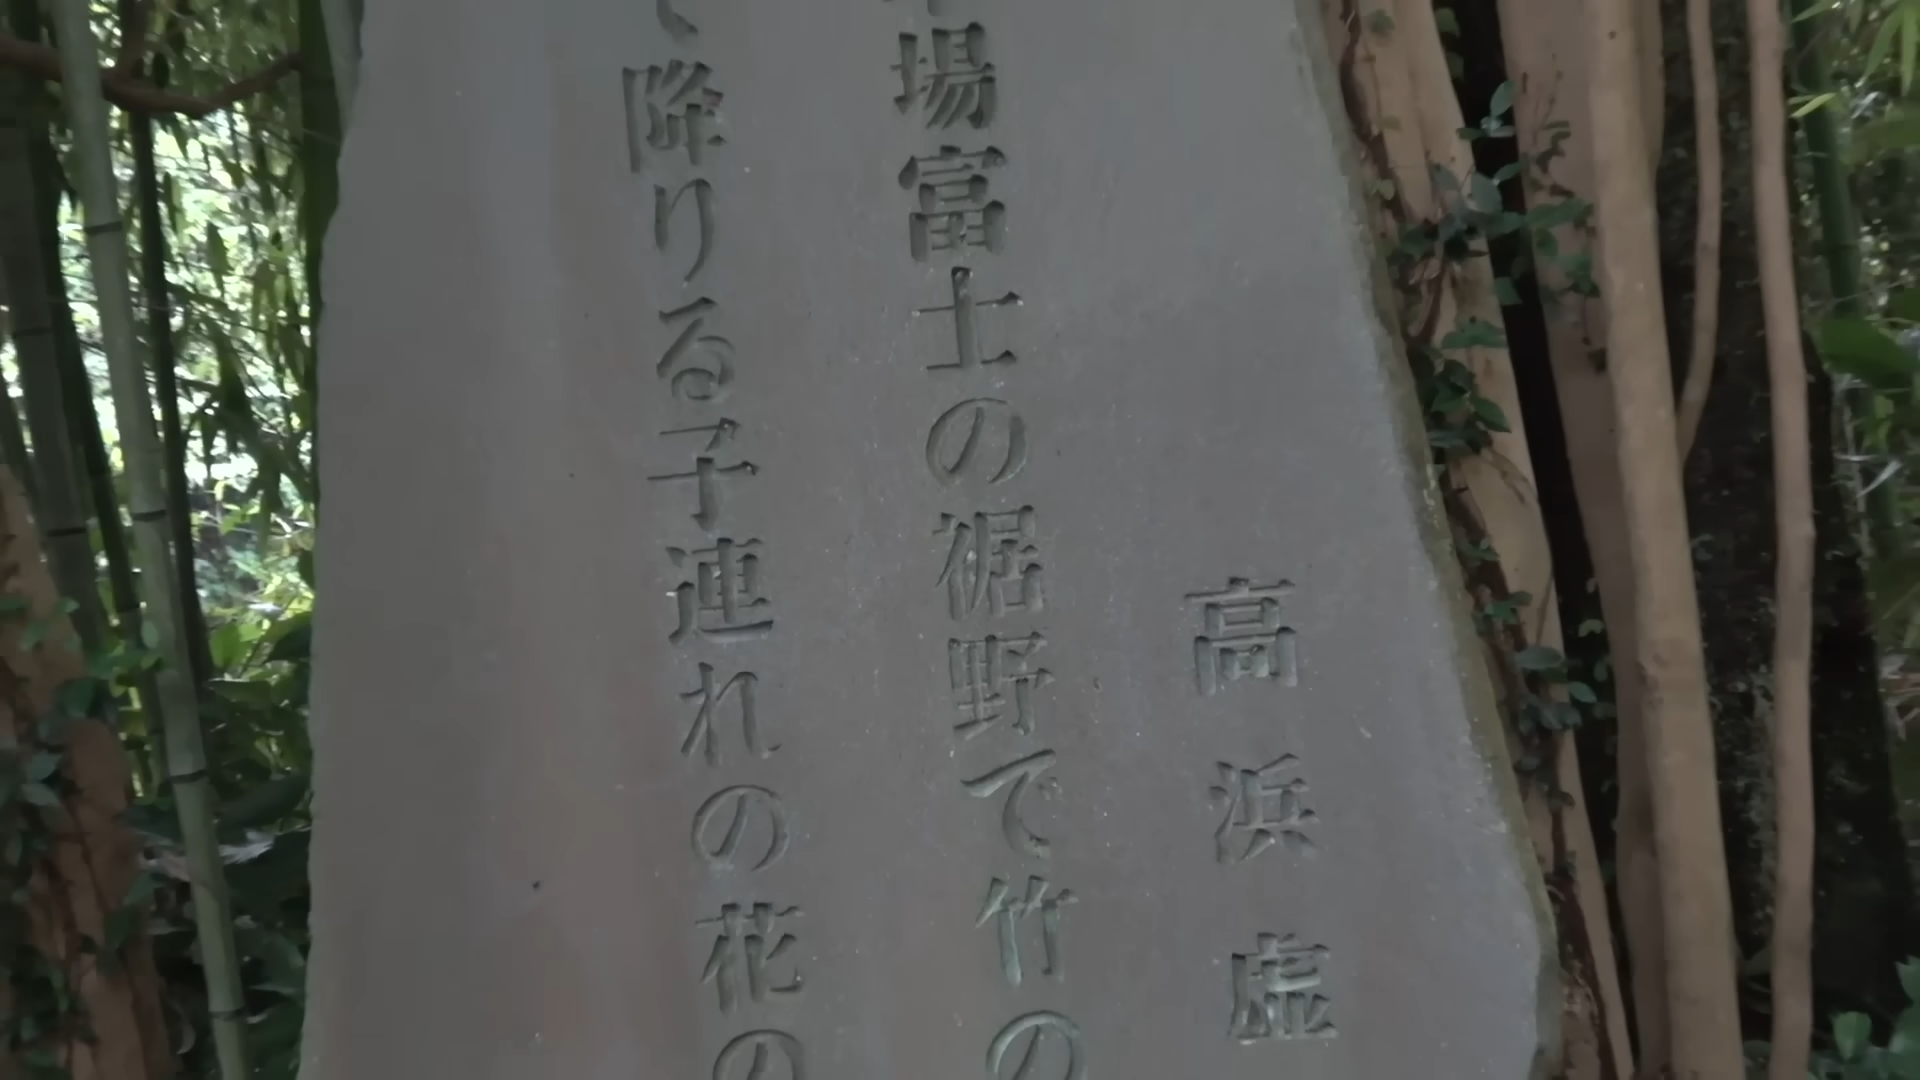 高浜虚
場富士の裾野で竹の
て降りる子連れの花の